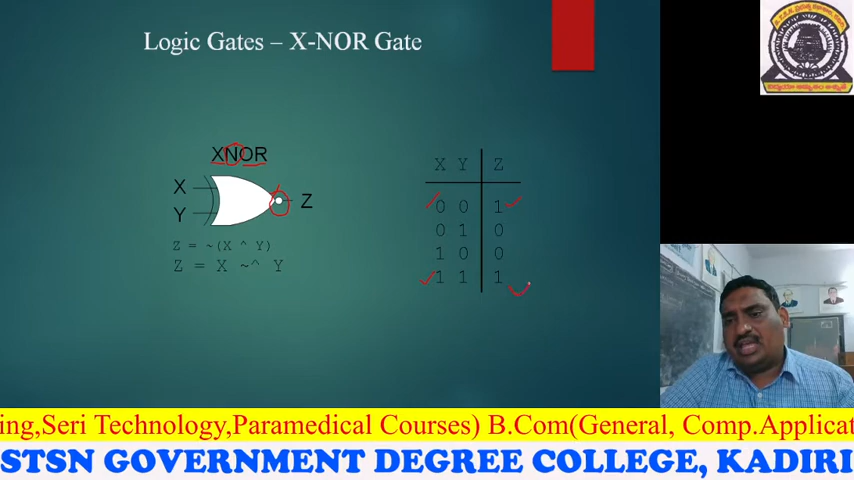 Logic Gates – X-NOR Gate
XNOR
X
Y
Z
Z = ~(X ^ Y)
Z = X ~^ Y
X Y Z
0 0 1
0 1 0
1 0 0
1 1 1
ing,Seri Technology,Paramedical Courses) B.Com(General, Comp.Applicat
STSN GOVERNMENT DEGREE COLLEGE, KADIRI